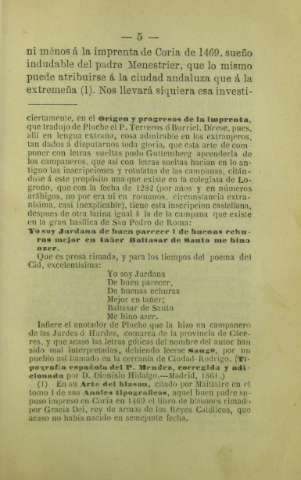 — 5 —
ni ménos á la imprenta de Coria de 1469, sueño
indudable del padre Menestrier, que lo mismo
puede atribuirse á la ciudad andaluza que á la
extremeña (1). Nos llevará siquiera esa investi-
ciertamente, en el Orígen y progresos de la imprenta,
que tradujo de Pluche el P. Terreros ó Burriel. Dícese, pues,
allí en lengua extraña, cosa admirable en los extranjeros,
tan dados á disputarnos toda gloria, que esta arte de com-
poner con letras sueltas pudo Guttemberg aprenderla de
los campaneros, que así con letras sueltas hacian en lo an-
tiguo las inscripciones y rotulatas de las campanas, citán-
dose á este propósito una que existe en la colegiata de Lo-
groño, que con la fecha de 1292 (por años y en números
arábigos, no por era ni en romanos, circunstancia extra-
ñísima, casi inexplicable), tiene esta inscripcion castellana,
despues de otra latina igual á la de la campana que existe
en la gran basílica de San Pedro de Roma:
Yo soy Jurdana de buen parecer I de buenas rehu-
ras mejor en tañer Baltasar de Santo me hino
azer.
Que es prosa rimada, y para los tiempos del poema del
Cid, excelentísima:
Yo soy Jurdana
De buen parecer,
De buenas echuras
Mejor en tañer;
Baltasar de Santo
Me hino azer.
Infiere el anotador de Pluche que la hizo un campanero
de las Jurdes ó Hurdes, comarca de la provincia de Cáce-
res, y que acaso las letras góticas del nombre del autor han
sido mal interpretadas, debiendo leerse Saugo, por un
pueblo así llamado en la cercanía de Ciudad-Rodrigo. (Ti-
pografía española del P. Mendez, corregida y adi-
cionada por D. Dionisio Hidalgo.—Madrid, 1861.)
(1) En su Arte del blason, citado por Maittaire en el
tomo I de sus Annales tipograficos, aquel buen padre su-
puso impreso en Coria en 1469 el libro de blasones rimado
por Gracia Dei, rey de armas de los Reyes Católicos, que
acaso no habia nacido en semejante fecha.